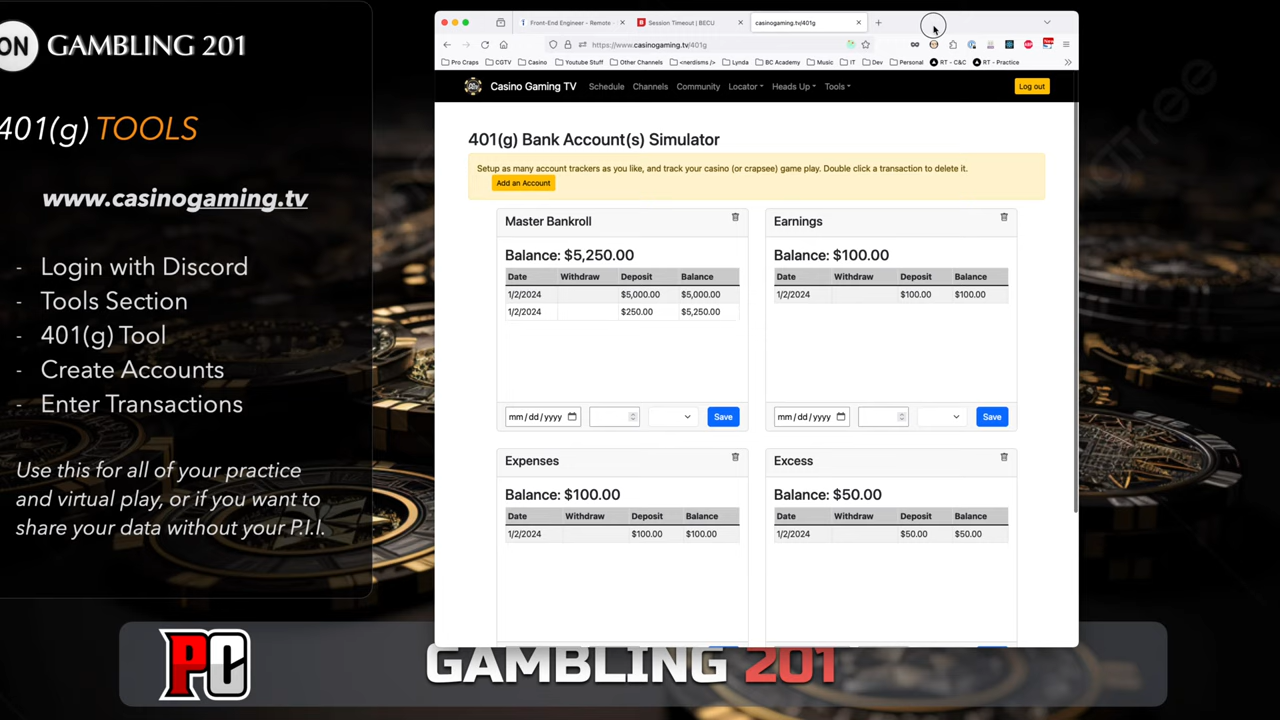 ON GAMBLING 201
401(g) TOOLS
www.casinogaming.tv
- Login with Discord
- Tools Section
- 401(g) Tool
- Create Accounts
- Enter Transactions
Use this for all of your practice
and virtual play, or if you want to
share your data without your P.I.I.
Front-End Engineer - Remote
Session Timeout | BECU
casinogaming.tv/401g
https://www.casinogaming.tv/401g
Pro Craps CGTV Casino Youtube Stuff Other Channels <nerdisms /> Lynda BC Academy Music IT Dev Personal RT - C&C RT - Practice
Casino Gaming TV Schedule Channels Community Locator Heads Up Tools Log out
401(g) Bank Account(s) Simulator
Setup as many account trackers as you like, and track your casino (or crapsee) game play. Double click a transaction to delete it.
Add an Account
Master Bankroll
Balance: $5,250.00
Date Withdraw Deposit Balance
1/2/2024 $5,000.00 $5,000.00
1/2/2024 $250.00 $5,250.00
mm/dd/yyyy Save
Earnings
Balance: $100.00
Date Withdraw Deposit Balance
1/2/2024 $100.00 $100.00
mm/dd/yyyy Save
Expenses
Balance: $100.00
Date Withdraw Deposit Balance
1/2/2024 $100.00 $100.00
Excess
Balance: $50.00
Date Withdraw Deposit Balance
1/2/2024 $50.00 $50.00
PC GAMBLING 201